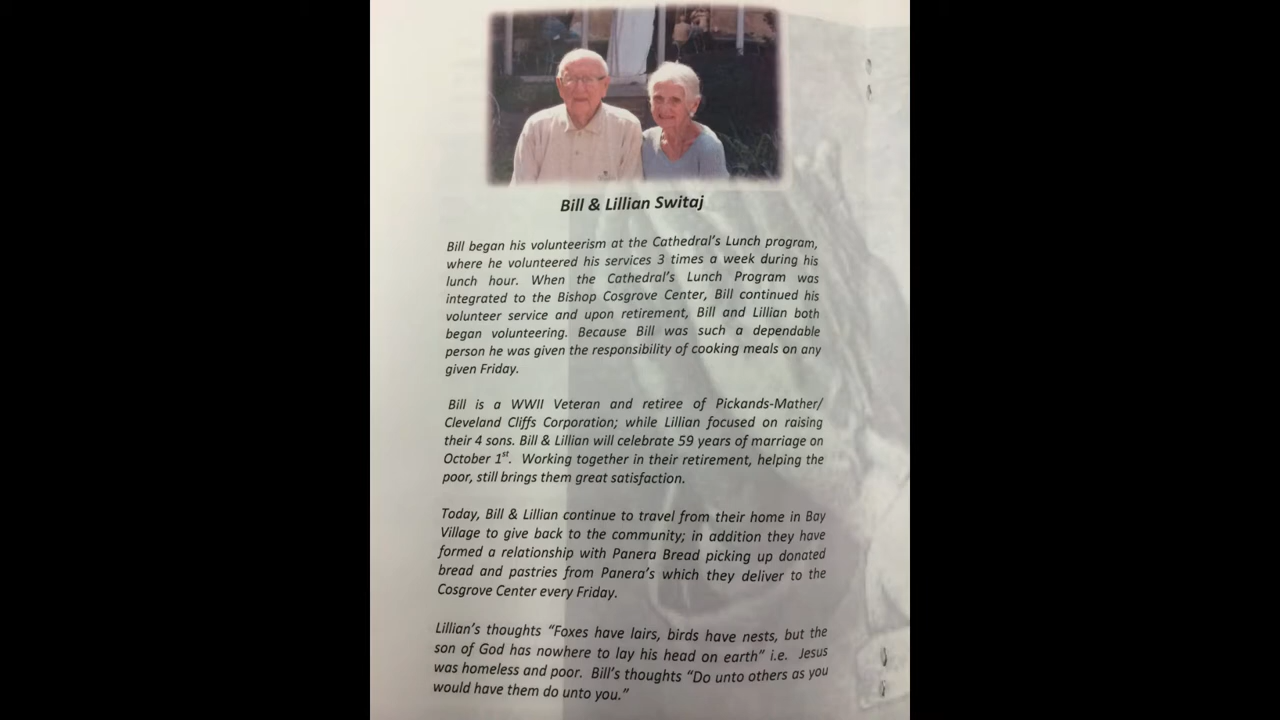 Bill & Lillian Switaj
Bill began his volunteerism at the Cathedral's Lunch program,
where he volunteered his services 3 times a week during his
lunch hour. When the Cathedral's Lunch Program was
integrated to the Bishop Cosgrove Center, Bill continued his
volunteer service and upon retirement, Bill and Lillian both
began volunteering. Because Bill was such a dependable
person he was given the responsibility of cooking meals on any
given Friday.
Bill is a WWII Veteran and retiree of Pickands-Mather/
Cleveland Cliffs Corporation; while Lillian focused on raising
their 4 sons. Bill & Lillian will celebrate 59 years of marriage on
October 1st. Working together in their retirement, helping the
poor, still brings them great satisfaction.
Today, Bill & Lillian continue to travel from their home in Bay
Village to give back to the community; in addition they have
formed a relationship with Panera Bread picking up donated
bread and pastries from Panera's which they deliver to the
Cosgrove Center every Friday.
Lillian's thoughts "Foxes have lairs, birds have nests, but the
son of God has nowhere to lay his head on earth" i.e. Jesus
was homeless and poor. Bill's thoughts "Do unto others as you
would have them do unto you."